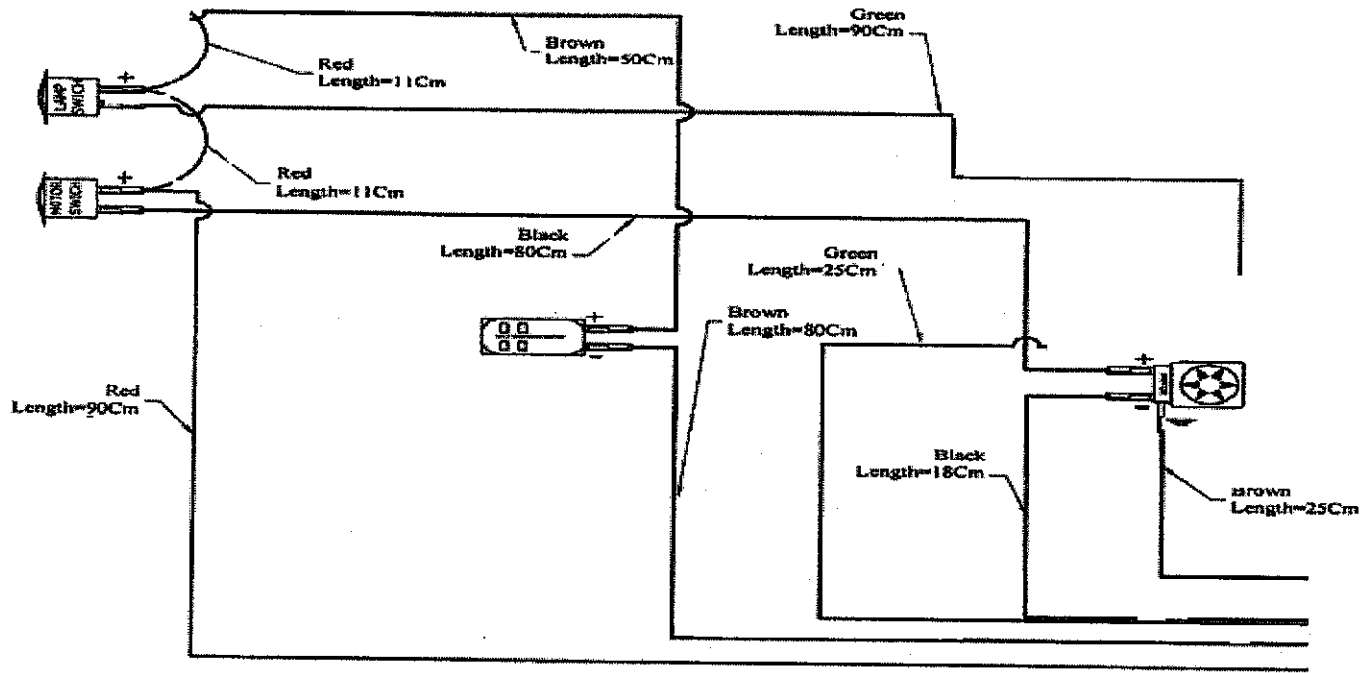 Green
Length=90Cm
Brown
Length=50Cm
Red
Length=11Cm
+
LAMP
SWICH
Red
Length=11Cm
+
MOTOR
SWICH
Black
Length=80Cm
Green
Length=25Cm
+
-
Brown
Length=80Cm
+
-
Red
Length=90Cm
Black
Length=18Cm
Brown
Length=25Cm